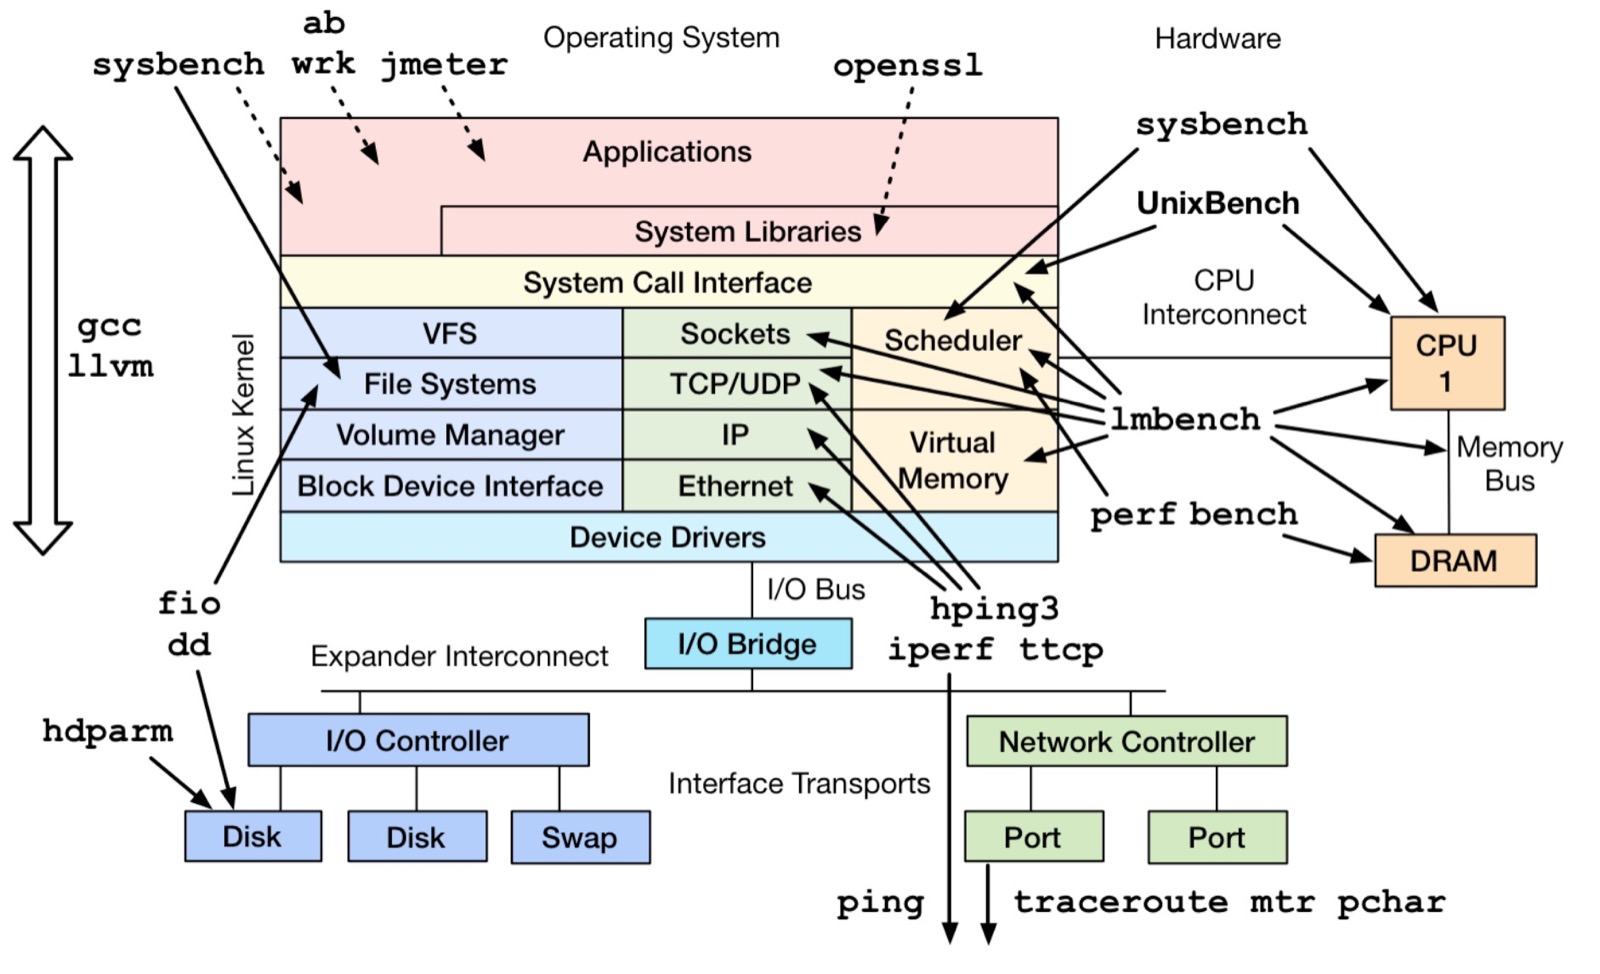 ab
Operating System
Hardware
sysbench wrk jmeter
openssl
sysbench
Applications
UnixBench
System Libraries
System Call Interface
CPU
Interconnect
gcc
llvm
Linux Kernel
VFS
Sockets
Scheduler
CPU
1
File Systems
TCP/UDP
lmbench
Volume Manager
IP
Virtual
Memory
Memory
Bus
Block Device Interface
Ethernet
perf bench
Device Drivers
DRAM
I/O Bus
fio
dd
hping3
iperf ttcp
I/O Bridge
Expander Interconnect
hdparm
I/O Controller
Network Controller
Interface Transports
Disk
Disk
Swap
Port
Port
ping
traceroute mtr pchar